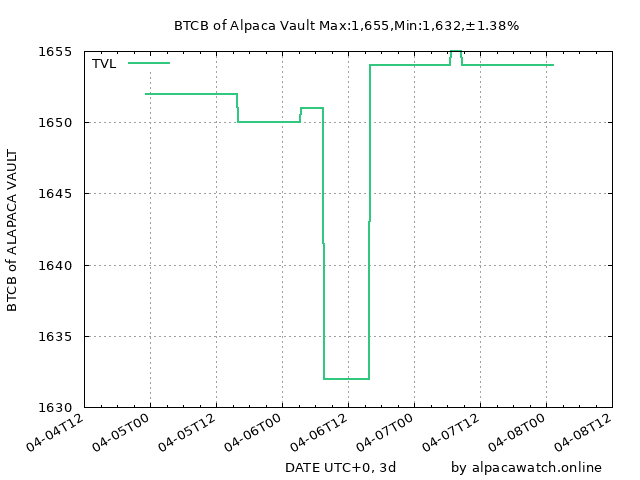 BTCB of Alpaca Vault Max:1,655,Min:1,632,±1.38%
TVL
BTCB of ALAPACA VAULT
1655
1650
1645
1640
1635
1630
04-04T12
04-05T00
04-05T12
04-06T00
04-06T12
04-07T00
04-07T12
04-08T00
04-08T12
DATE UTC+0, 3d
by alpacawatch.online